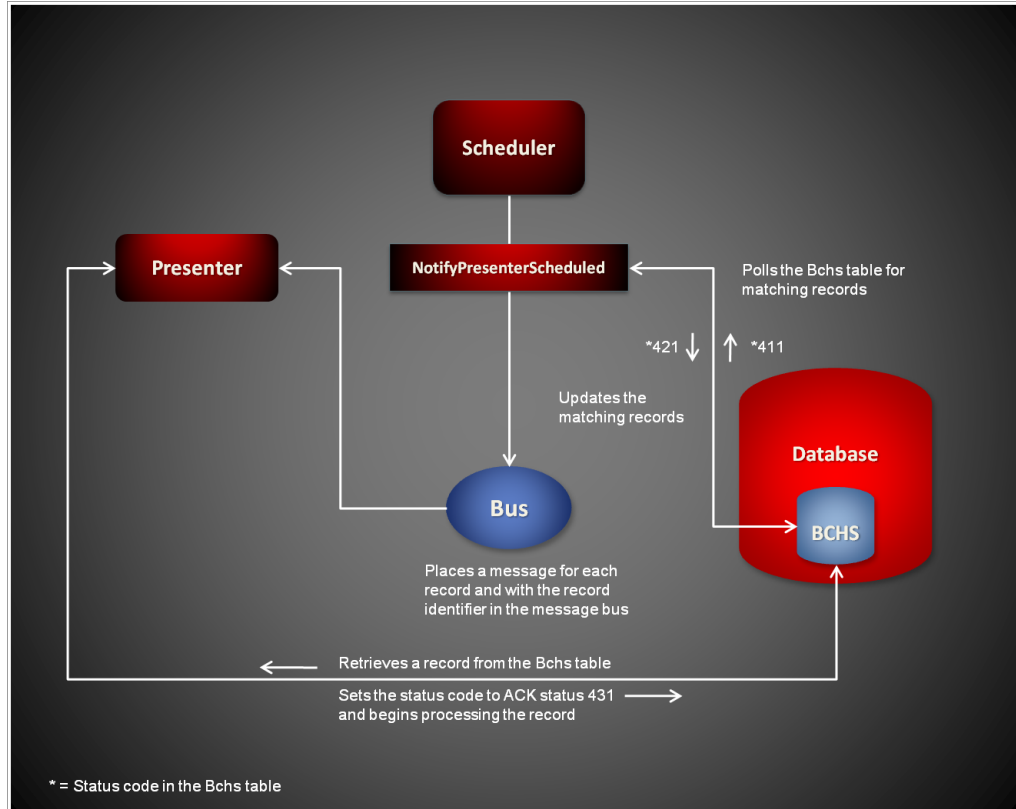 Scheduler
Presenter
NotifyPresenterScheduled
Polls the Bchs table for
matching records
*421
*411
Updates the
matching records
Database
Bus
BCHS
Places a message for each
record and with the record
identifier in the message bus
Retrieves a record from the Bchs table
Sets the status code to ACK status 431
and begins processing the record
* = Status code in the Bchs table